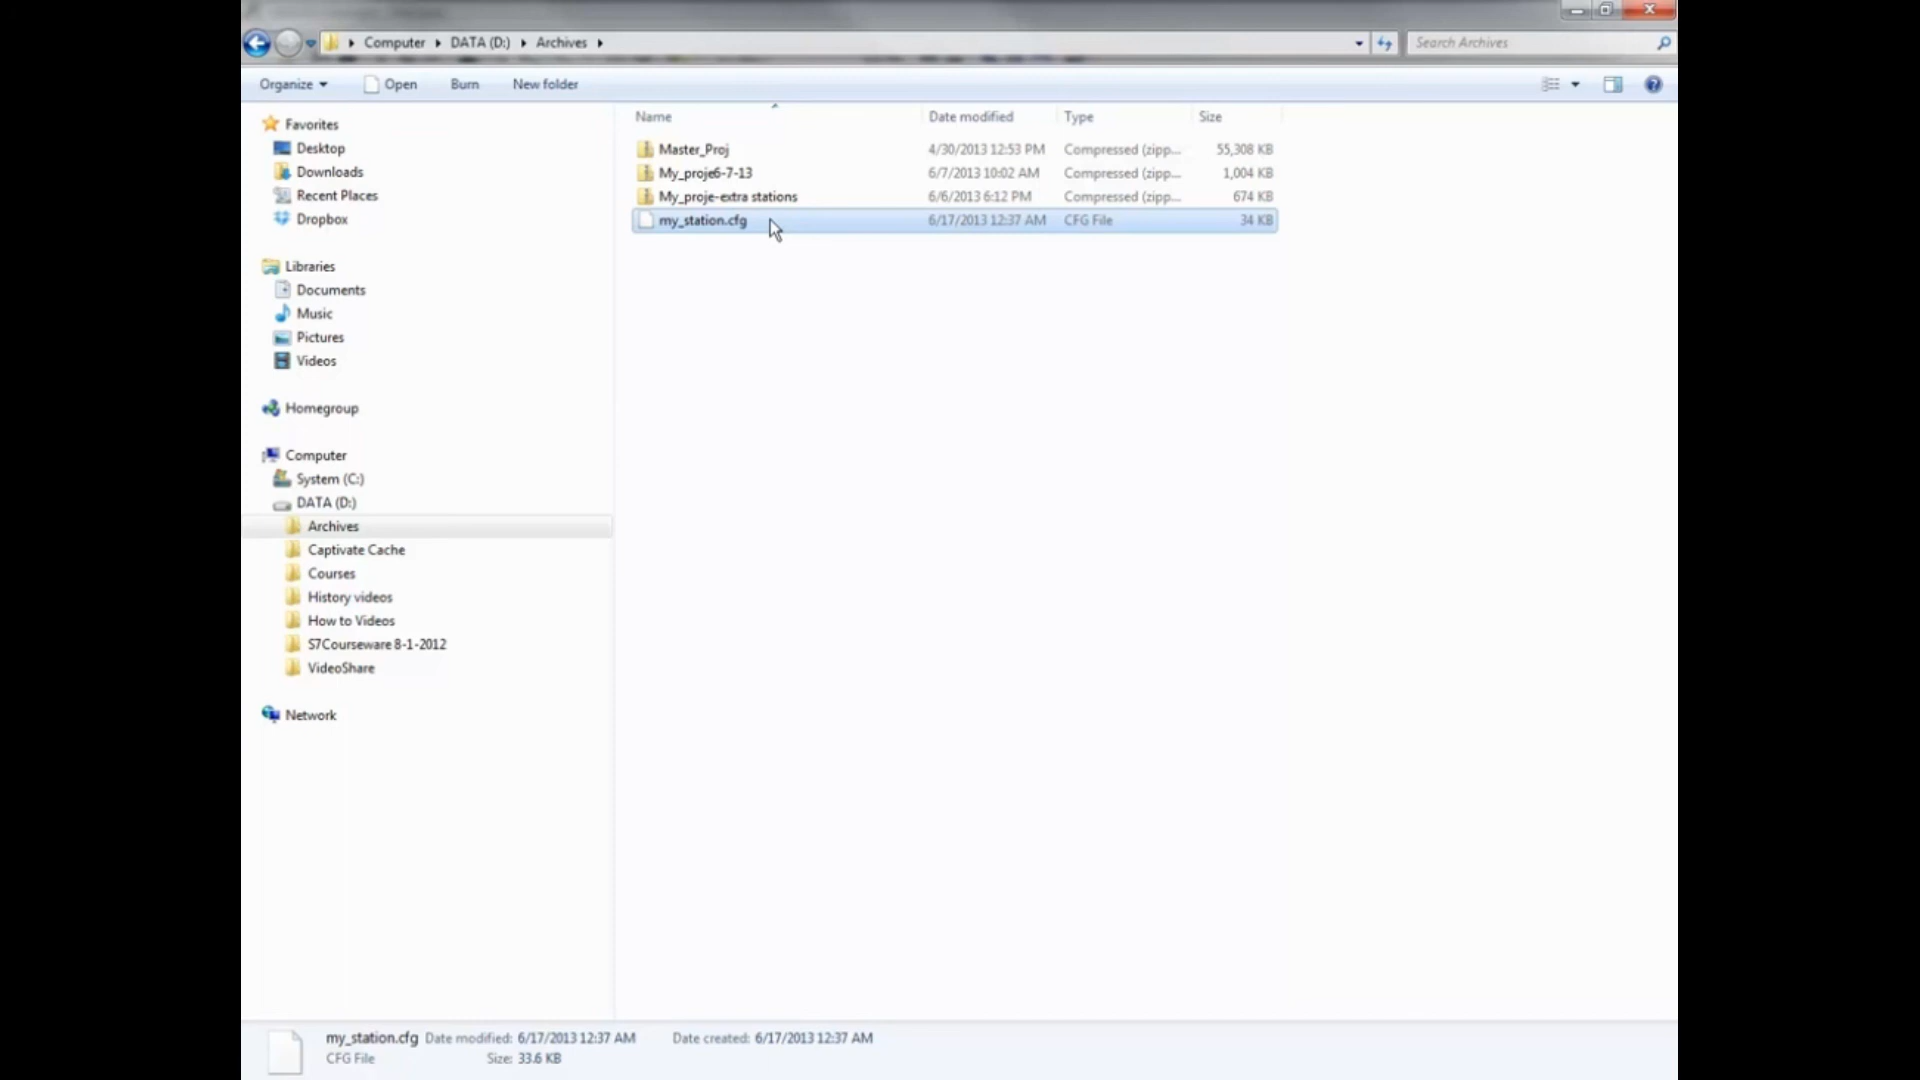 Computer DATA (D:) Archives
Search Archives
Organize Open Burn New folder
Name Date modified Type Size
Master_Proj 4/30/2013 12:53 PM Compressed (zipp... 55,308 KB
My_proje6-7-13 6/7/2013 10:02 AM Compressed (zipp... 1,004 KB
My_proje-extra stations 6/6/2013 6:12 PM Compressed (zipp... 674 KB
my_station.cfg 6/17/2013 12:37 AM CFG File 34 KB
Favorites
Desktop
Downloads
Recent Places
Dropbox
Libraries
Documents
Music
Pictures
Videos
Homegroup
Computer
System (C:)
DATA (D:)
Archives
Captivate Cache
Courses
History videos
How to Videos
S7Courseware 8-1-2012
VideoShare
Network
my_station.cfg Date modified: 6/17/2013 12:37 AM Date created: 6/17/2013 12:37 AM
CFG File Size: 33.6 KB